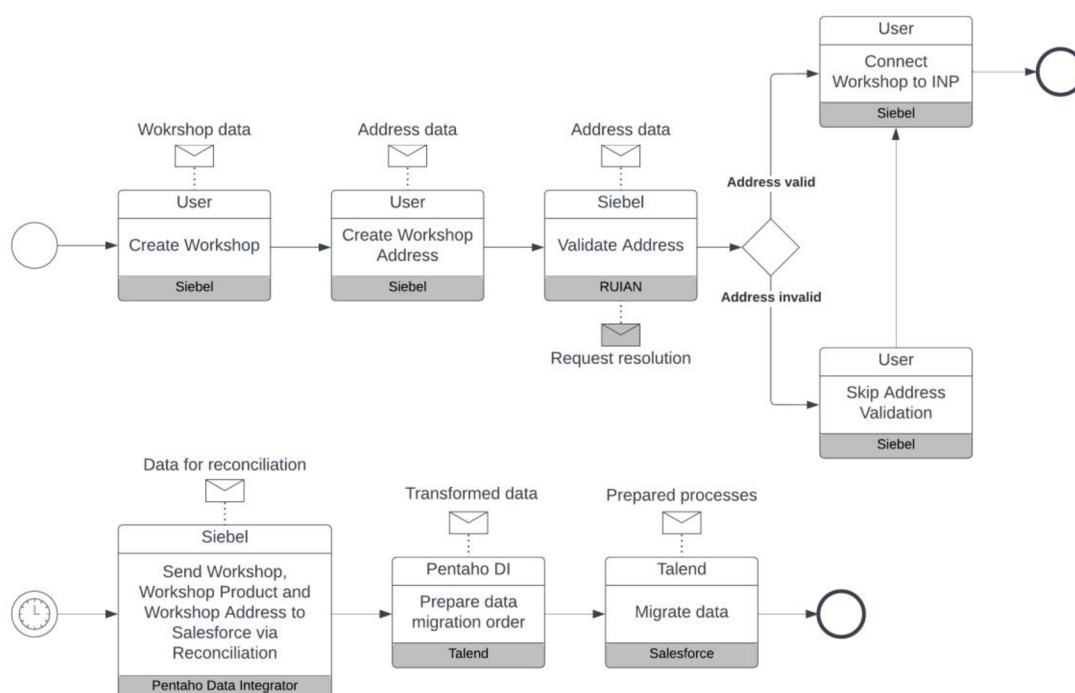 User
Connect
Workshop to INP
Siebel
Wokrshop data
Address data
Address data
User
Create Workshop
Siebel
User
Create Workshop
Address
Siebel
Siebel
Validate Address
RUIAN
Address valid
Address invalid
Request resolution
User
Skip Address
Validation
Siebel
Data for reconciliation
Siebel
Send Workshop,
Workshop Product and
Workshop Address to
Salesforce via
Reconciliation
Pentaho Data Integrator
Transformed data
Pentaho DI
Prepare data
migration order
Talend
Prepared processes
Talend
Migrate data
Salesforce